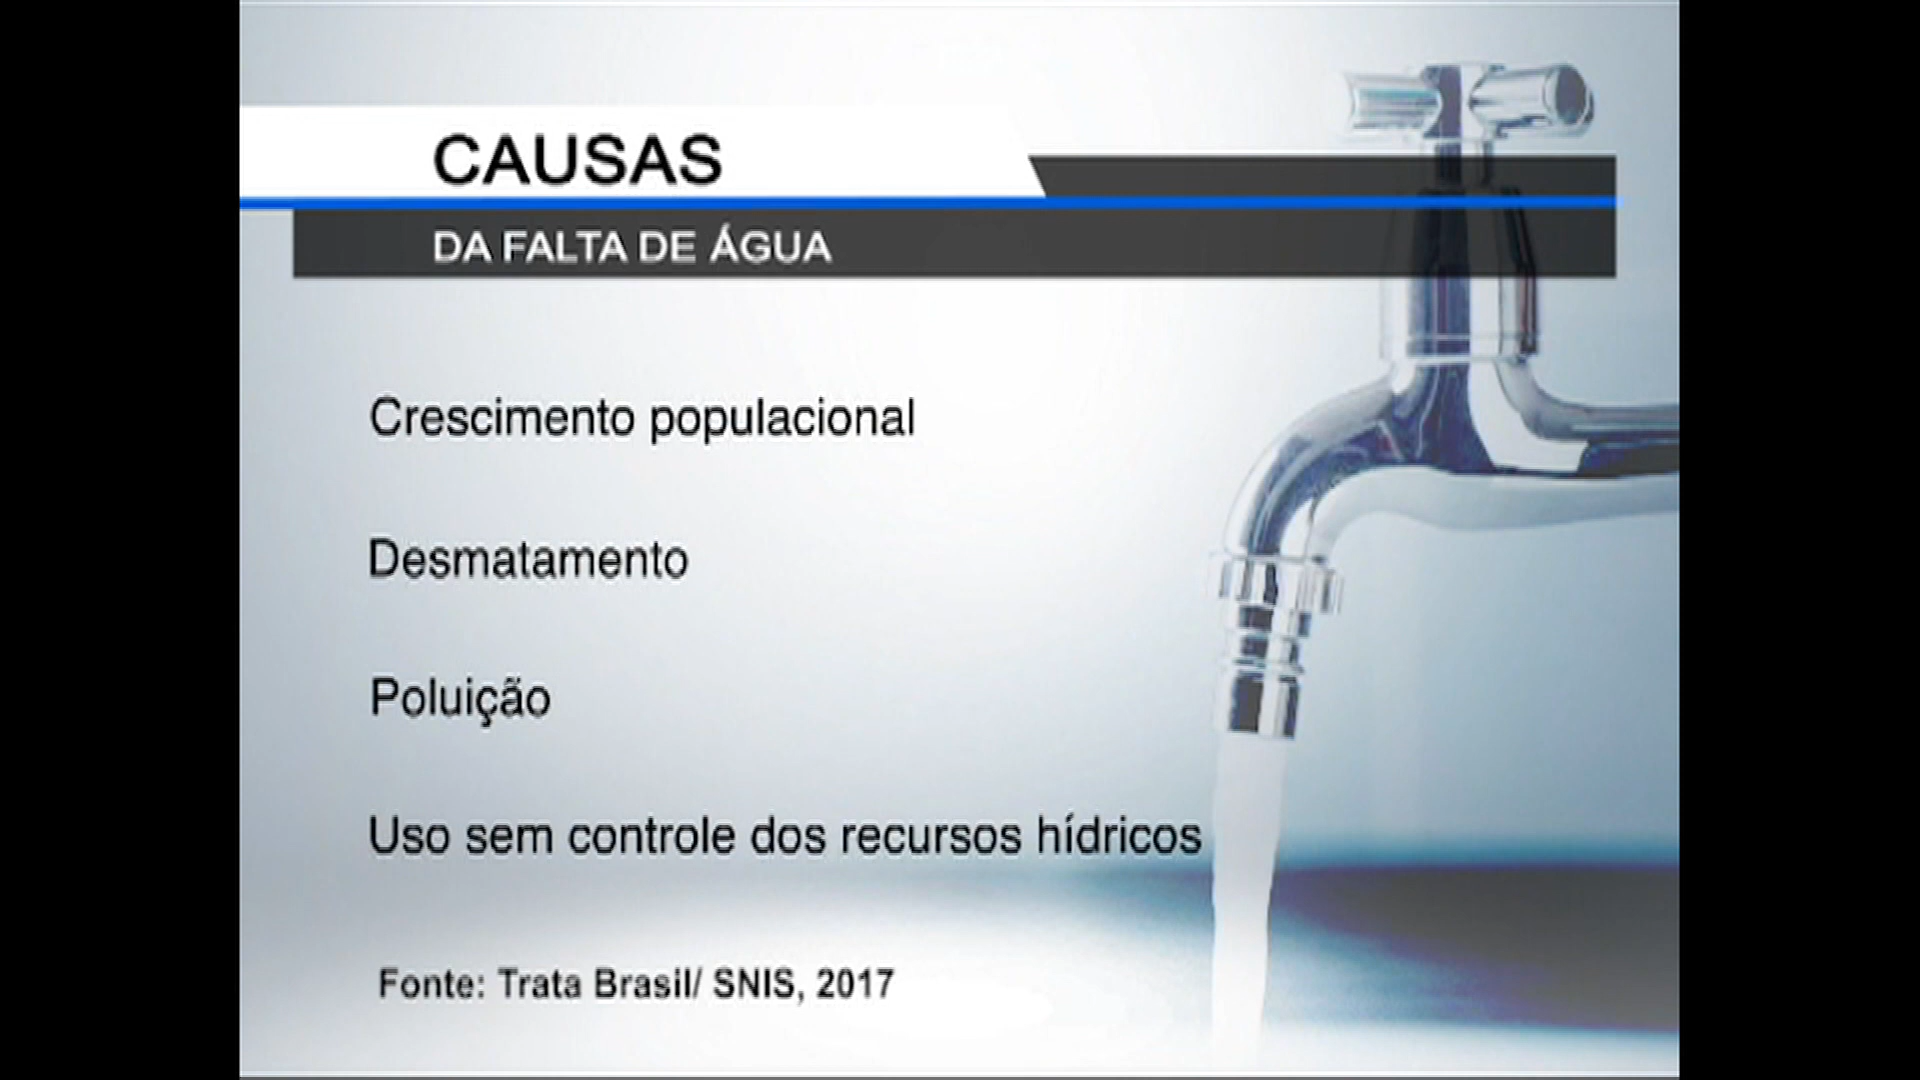 CAUSAS
DA FALTA DE ÁGUA
Crescimento populacional
Desmatamento
Poluição
Uso sem controle dos recursos hídricos
Fonte: Trata Brasil/ SNIS, 2017